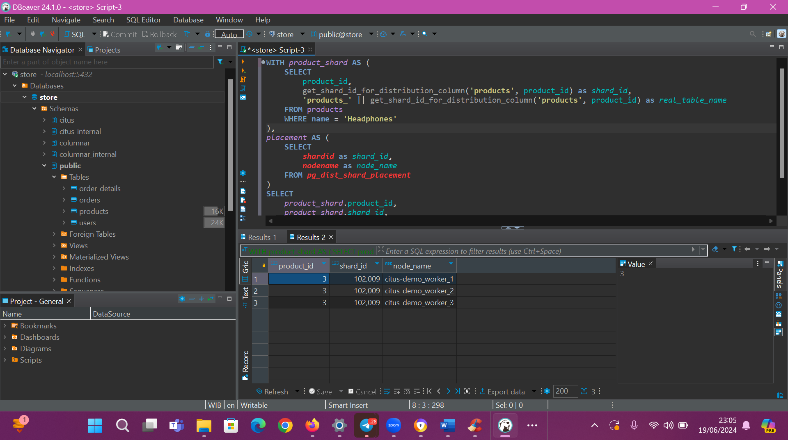 DBeaver 24.1.0 - <store> Script-3
File Edit Navigate Search SQL Editor Database Window Help
SQL Commit Rollback Auto store public@store
Database Navigator Projects
*<store> Script-3
Enter a part of object name here
store - localhost:5432
Databases
store
Schemas
citus
citus_internal
columnar
columnar_internal
public
Tables
order_details
orders
products 16K
users 24K
Foreign Tables
Views
Materialized Views
Indexes
Functions
Sequences
WITH product_shard AS (
SELECT
product_id,
get_shard_id_for_distribution_column('products', product_id) as shard_id,
'products_' || get_shard_id_for_distribution_column('products', product_id) as real_table_name
FROM products
WHERE name = 'Headphones'
),
placement AS (
SELECT
shardid as shard_id,
nodename as node_name
FROM pg_dist_shard_placement
)
SELECT
product_shard.product_id,
product_shard.shard_id,
Results 1 Results 2
Enter a SQL expression to filter results (use Ctrl+Space)
Grid
Text
Record
product_id shard_id node_name
1 3 102,009 citus-demo_worker_1
2 3 102,009 citus-demo_worker_2
3 3 102,009 citus-demo_worker_3
Value
3
Panels
Project - General
Name DataSource
Bookmarks
Dashboards
Diagrams
Scripts
Refresh Save Cancel Export data 200 3
WIB en Writable Smart Insert 8 : 3 : 298 Sel: 0 | 0
23:05
19/06/2024